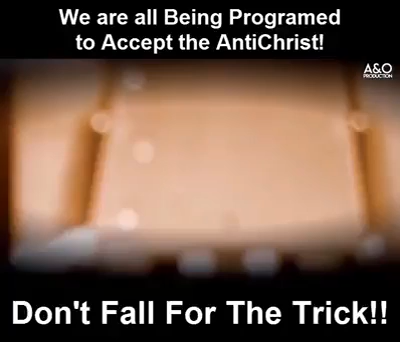 We are all Being Programed
to Accept the AntiChrist!
A&O
PRODUCTION
Don't Fall For The Trick!!